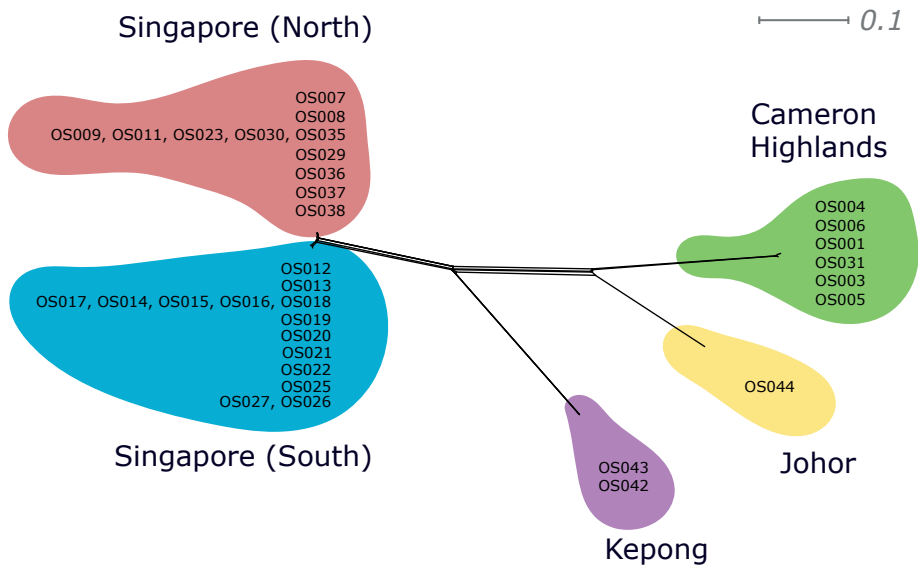 Singapore (North)
0.1
OS007
OS008
OS009, OS011, OS023, OS030, OS035
OS029
OS036
OS037
OS038
Cameron
Highlands
OS004
OS006
OS001
OS031
OS003
OS005
OS012
OS013
OS017, OS014, OS015, OS016, OS018
OS019
OS020
OS021
OS022
OS025
OS027, OS026
Singapore (South)
OS044
Johor
OS043
OS042
Kepong